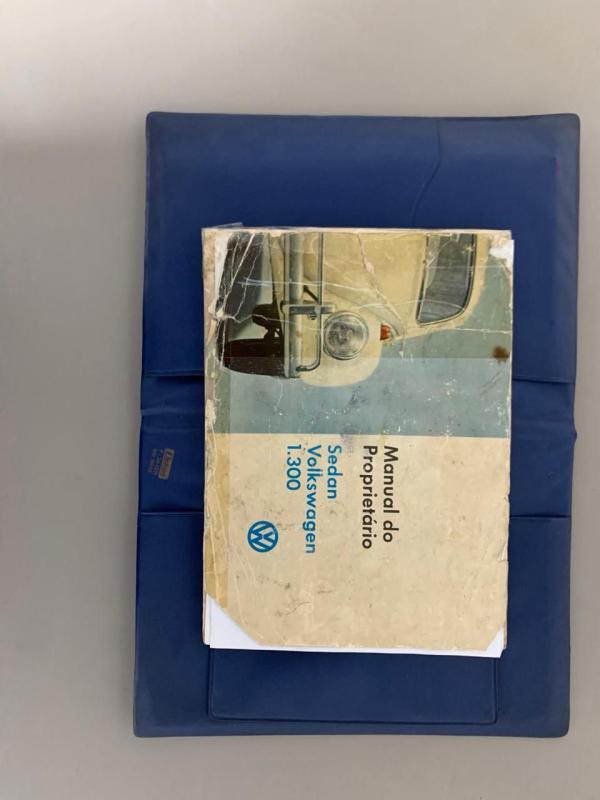 Manual do
Proprietário
Sedan
Volkswagen
1.300